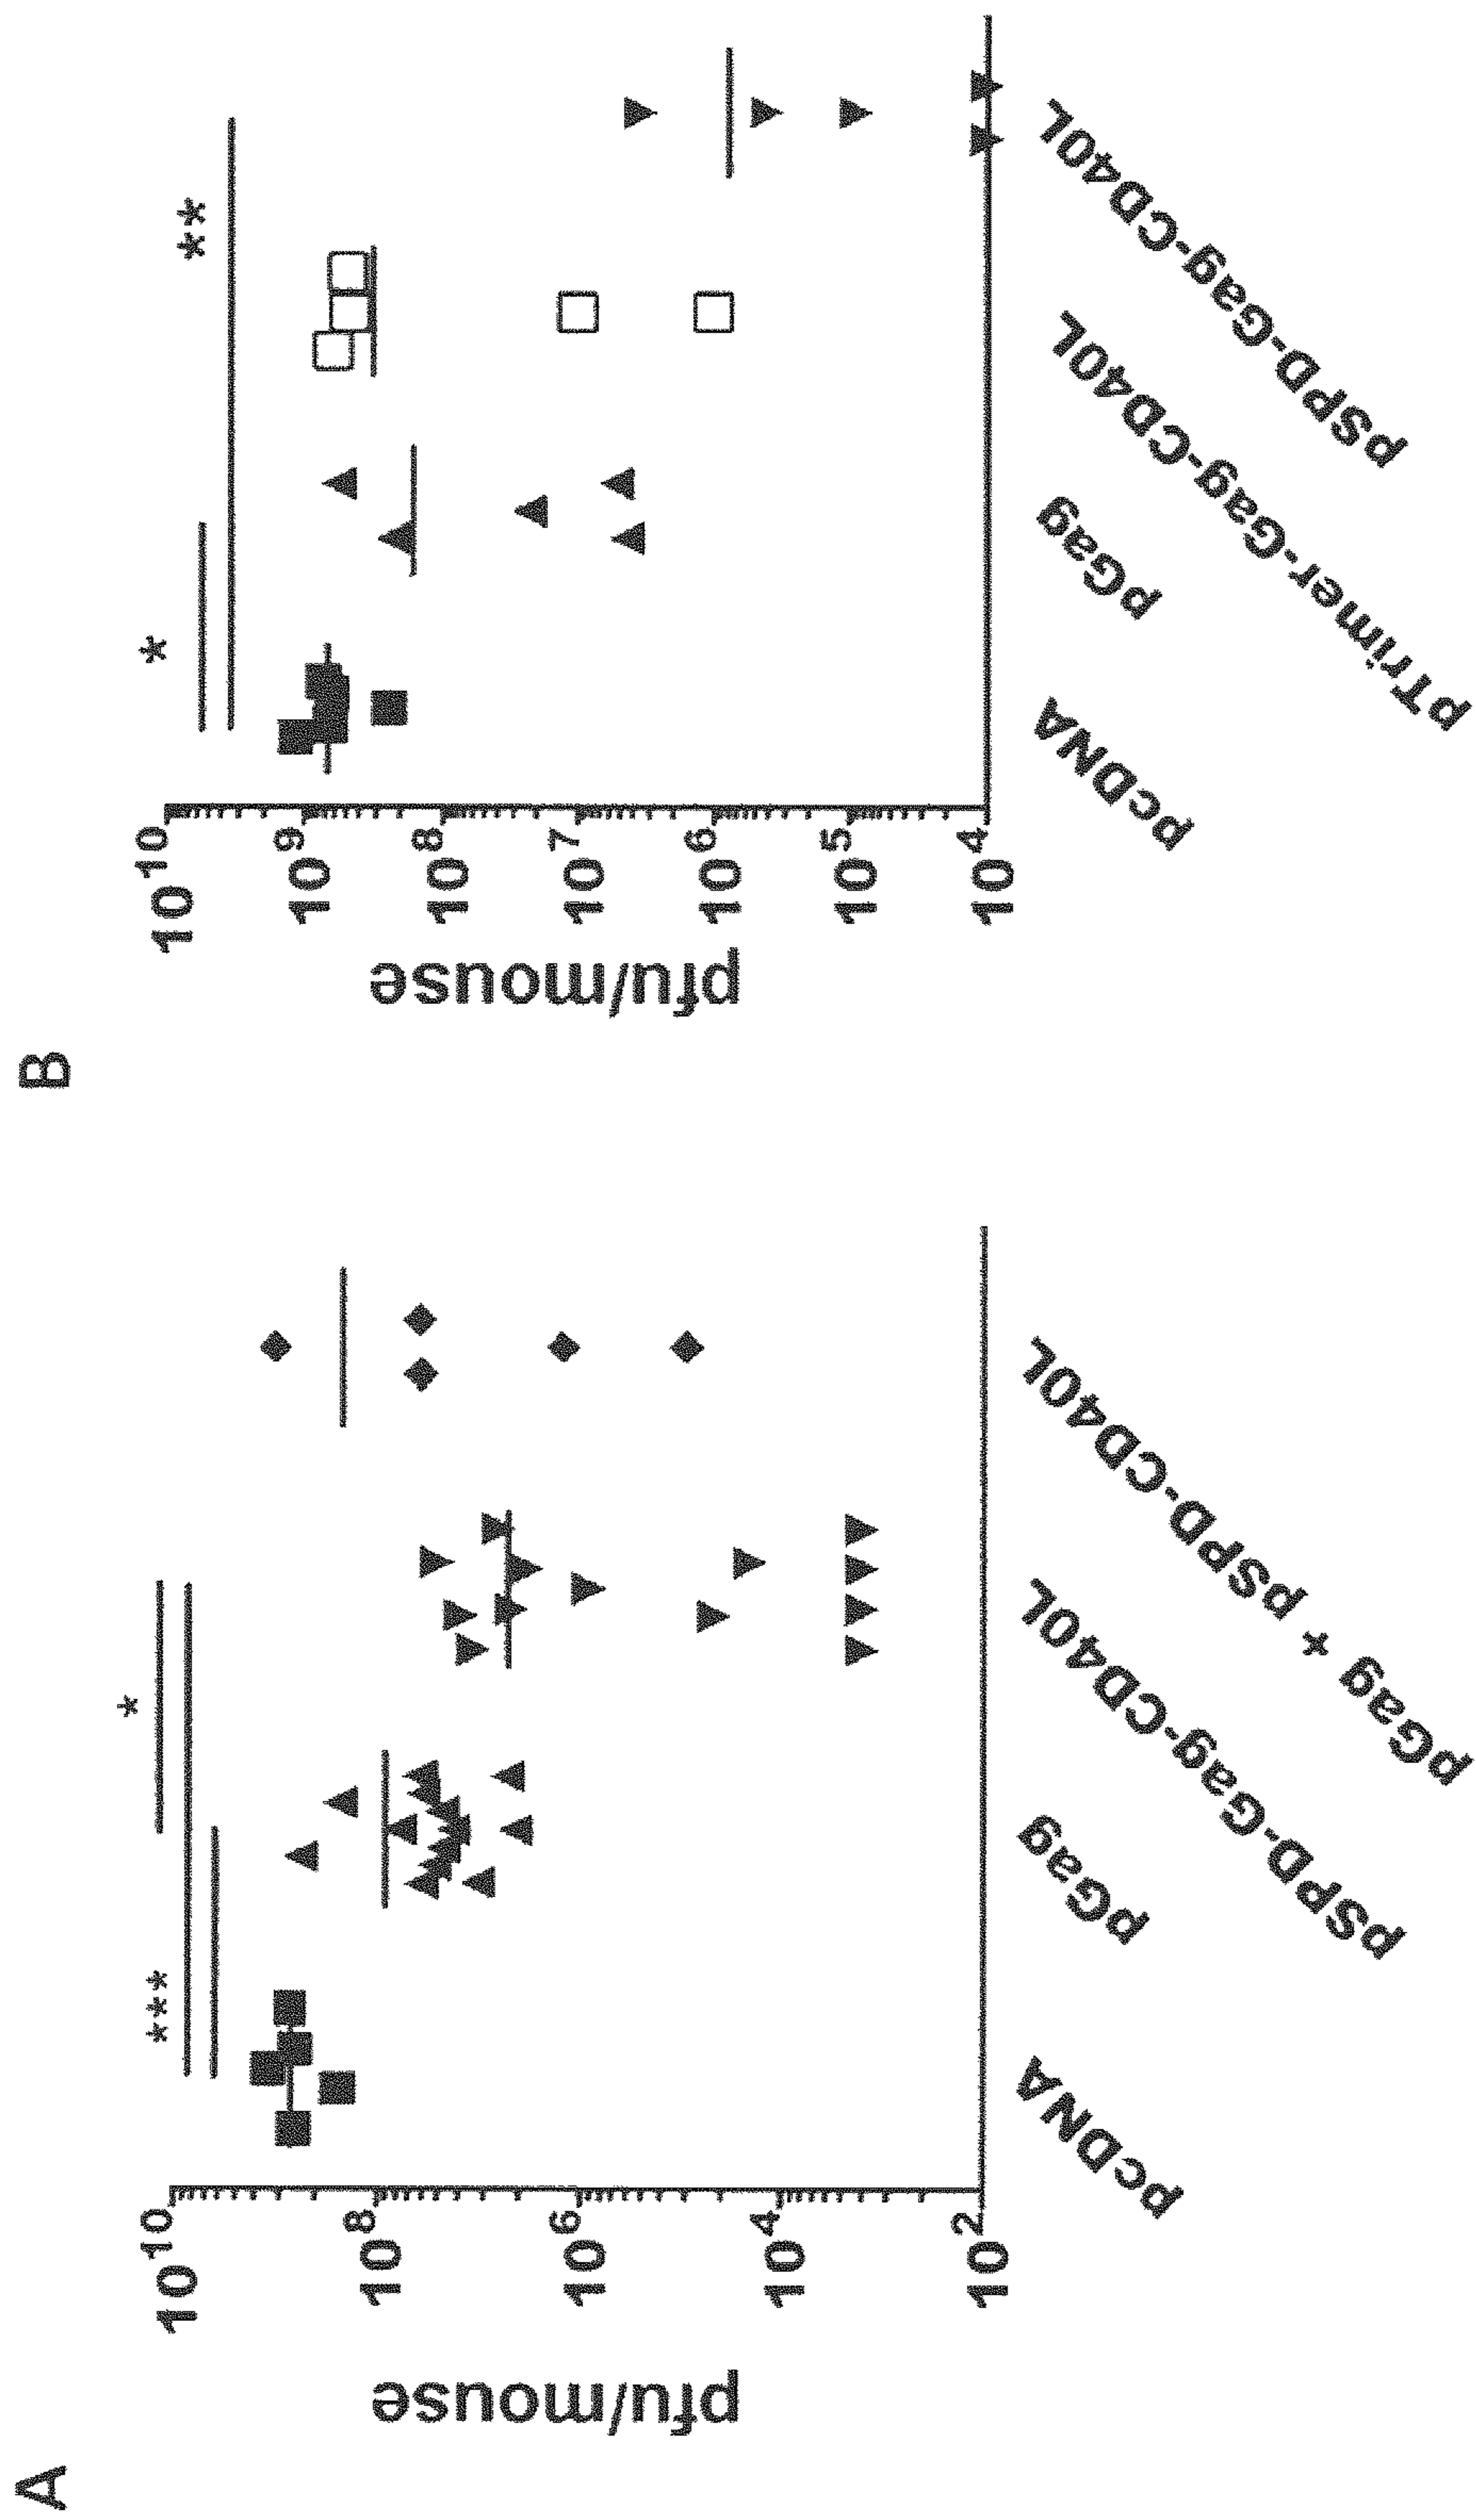 A
pfu/mouse
10^10
10^8
10^6
10^4
10^2
***
*
pcDNA
pGag
pSPD-Gag-CD40L
pGag + pSPD-CD40L
B
pfu/mouse
10^10
10^9
10^8
10^7
10^6
10^5
10^4
*
**
pcDNA
pGag
pTrimer-Gag-CD40L
pSPD-Gag-CD40L